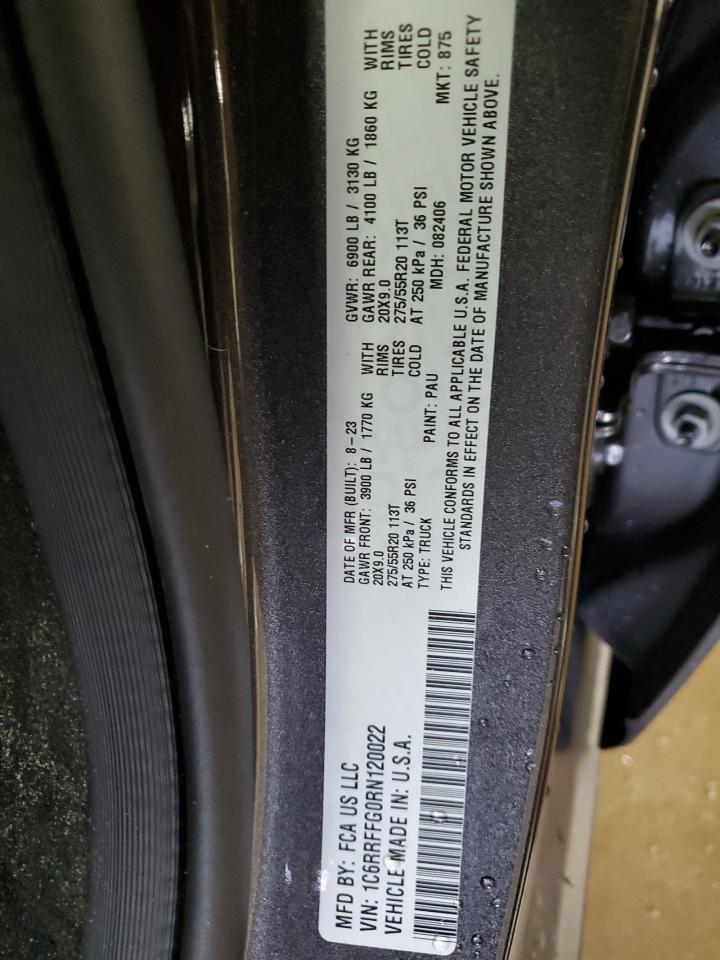 MFD BY: FCA US LLC
VIN: 1C6RRFFG0RN120022
VEHICLE MADE IN: U.S.A.
DATE OF MFR (BUILT): 8-23 GVWR: 6900 LB / 3130 KG
GAWR FRONT: 3900 LB / 1770 KG WITH GAWR REAR: 4100 LB / 1860 KG WITH
20X9.0 RIMS 20X9.0 RIMS
275/55R20 113T TIRES 275/55R20 113T TIRES
AT 250 kPa / 36 PSI COLD AT 250 kPa / 36 PSI COLD
TYPE: TRUCK PAINT: PAU MDH: 082406 MKT: 875
THIS VEHICLE CONFORMS TO ALL APPLICABLE U.S.A. FEDERAL MOTOR VEHICLE SAFETY
STANDARDS IN EFFECT ON THE DATE OF MANUFACTURE SHOWN ABOVE.